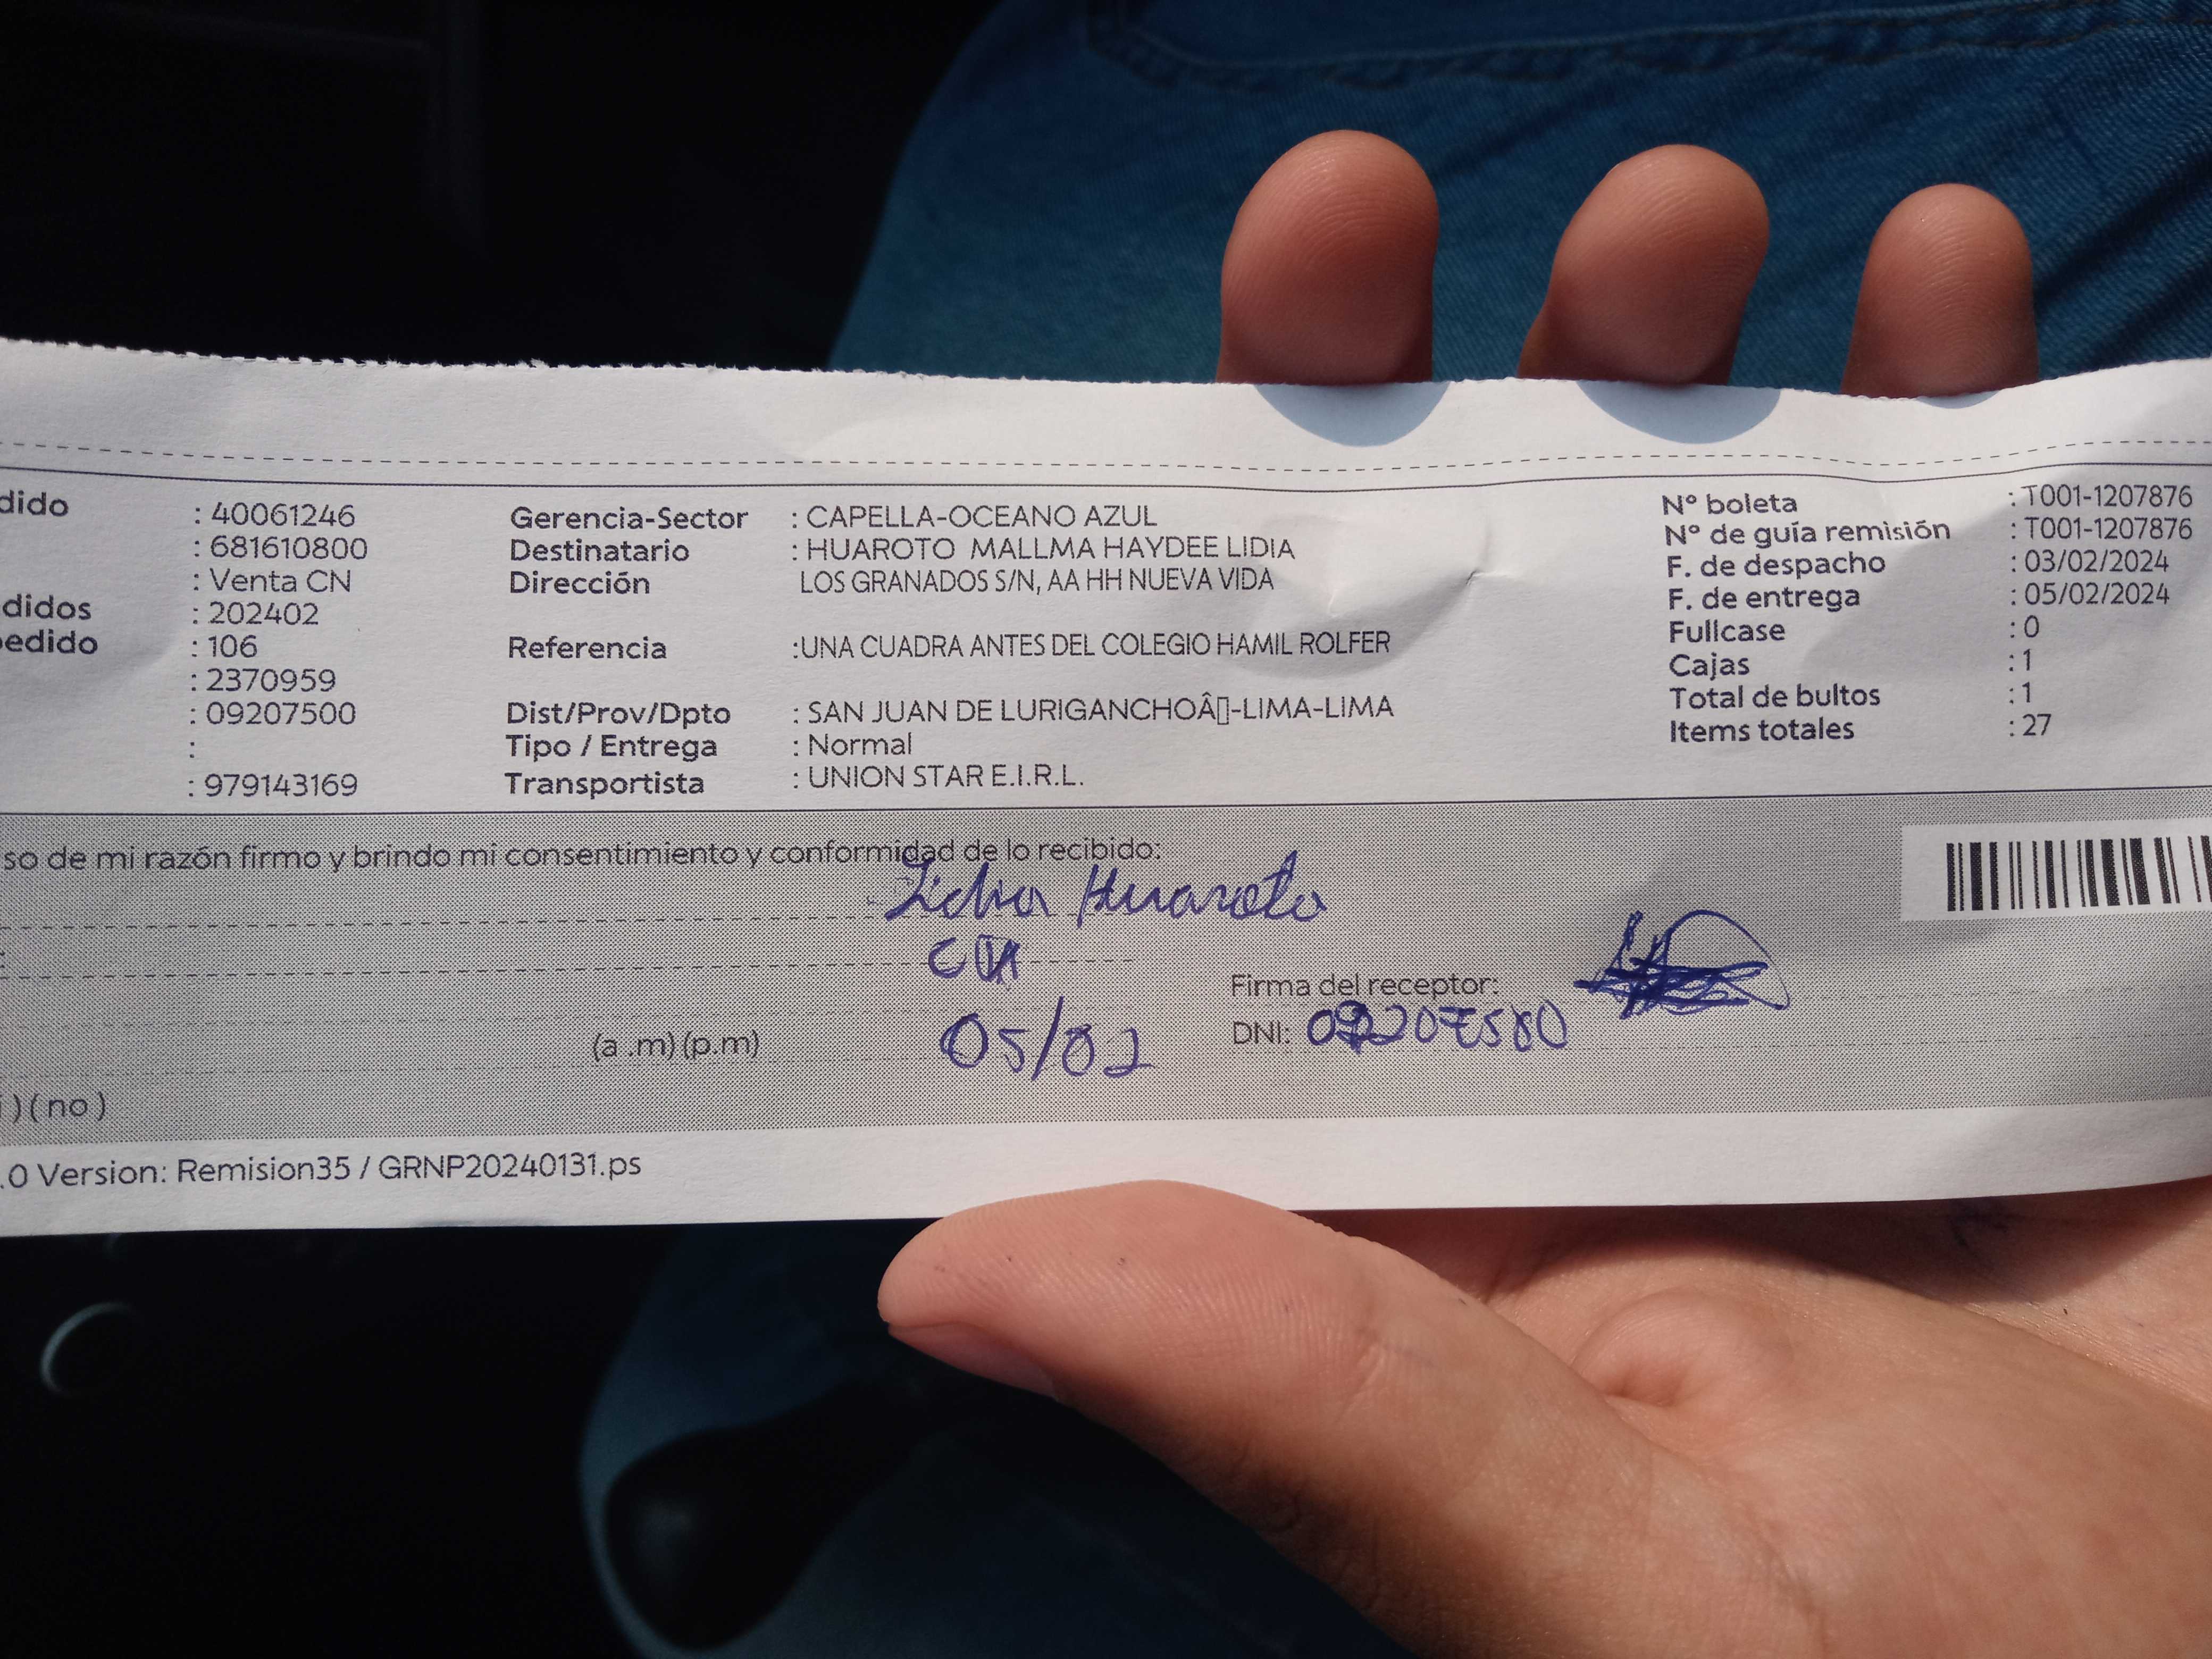 dido : 40061246 Gerencia-Sector : CAPELLA-OCEANO AZUL Nº boleta : T001-1207876
: 681610800 Destinatario : HUAROTO MALLMA HAYDEE LIDIA Nº de guía remisión : T001-1207876
: Venta CN Dirección LOS GRANADOS S/N, AA HH NUEVA VIDA F. de despacho : 03/02/2024
didos : 202402 F. de entrega : 05/02/2024
edido : 106 Referencia :UNA CUADRA ANTES DEL COLEGIO HAMIL ROLFER Fullcase : 0
: 2370959 Cajas : 1
: 09207500 Dist/Prov/Dpto : SAN JUAN DE LURIGANCHOÂ▯-LIMA-LIMA Total de bultos : 1
: Tipo / Entrega : Normal Items totales : 27
: 979143169 Transportista : UNION STAR E.I.R.L.
so de mi razón firmo y brindo mi consentimiento y conformidad de lo recibido:
Lidia Huaroto
Firma del receptor:
(a .m) (p.m) 05/02 DNI:
) ( no )
.0 Version: Remision35 / GRNP20240131.ps